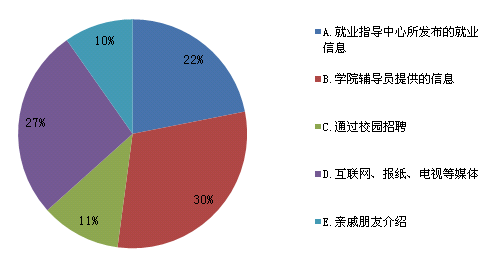 22%
30%
11%
27%
10%
A.就业指导中心所发布的就业
信息
B.学院辅导员提供的信息
C.通过校园招聘
D.互联网、报纸、电视等媒体
E.亲戚朋友介绍